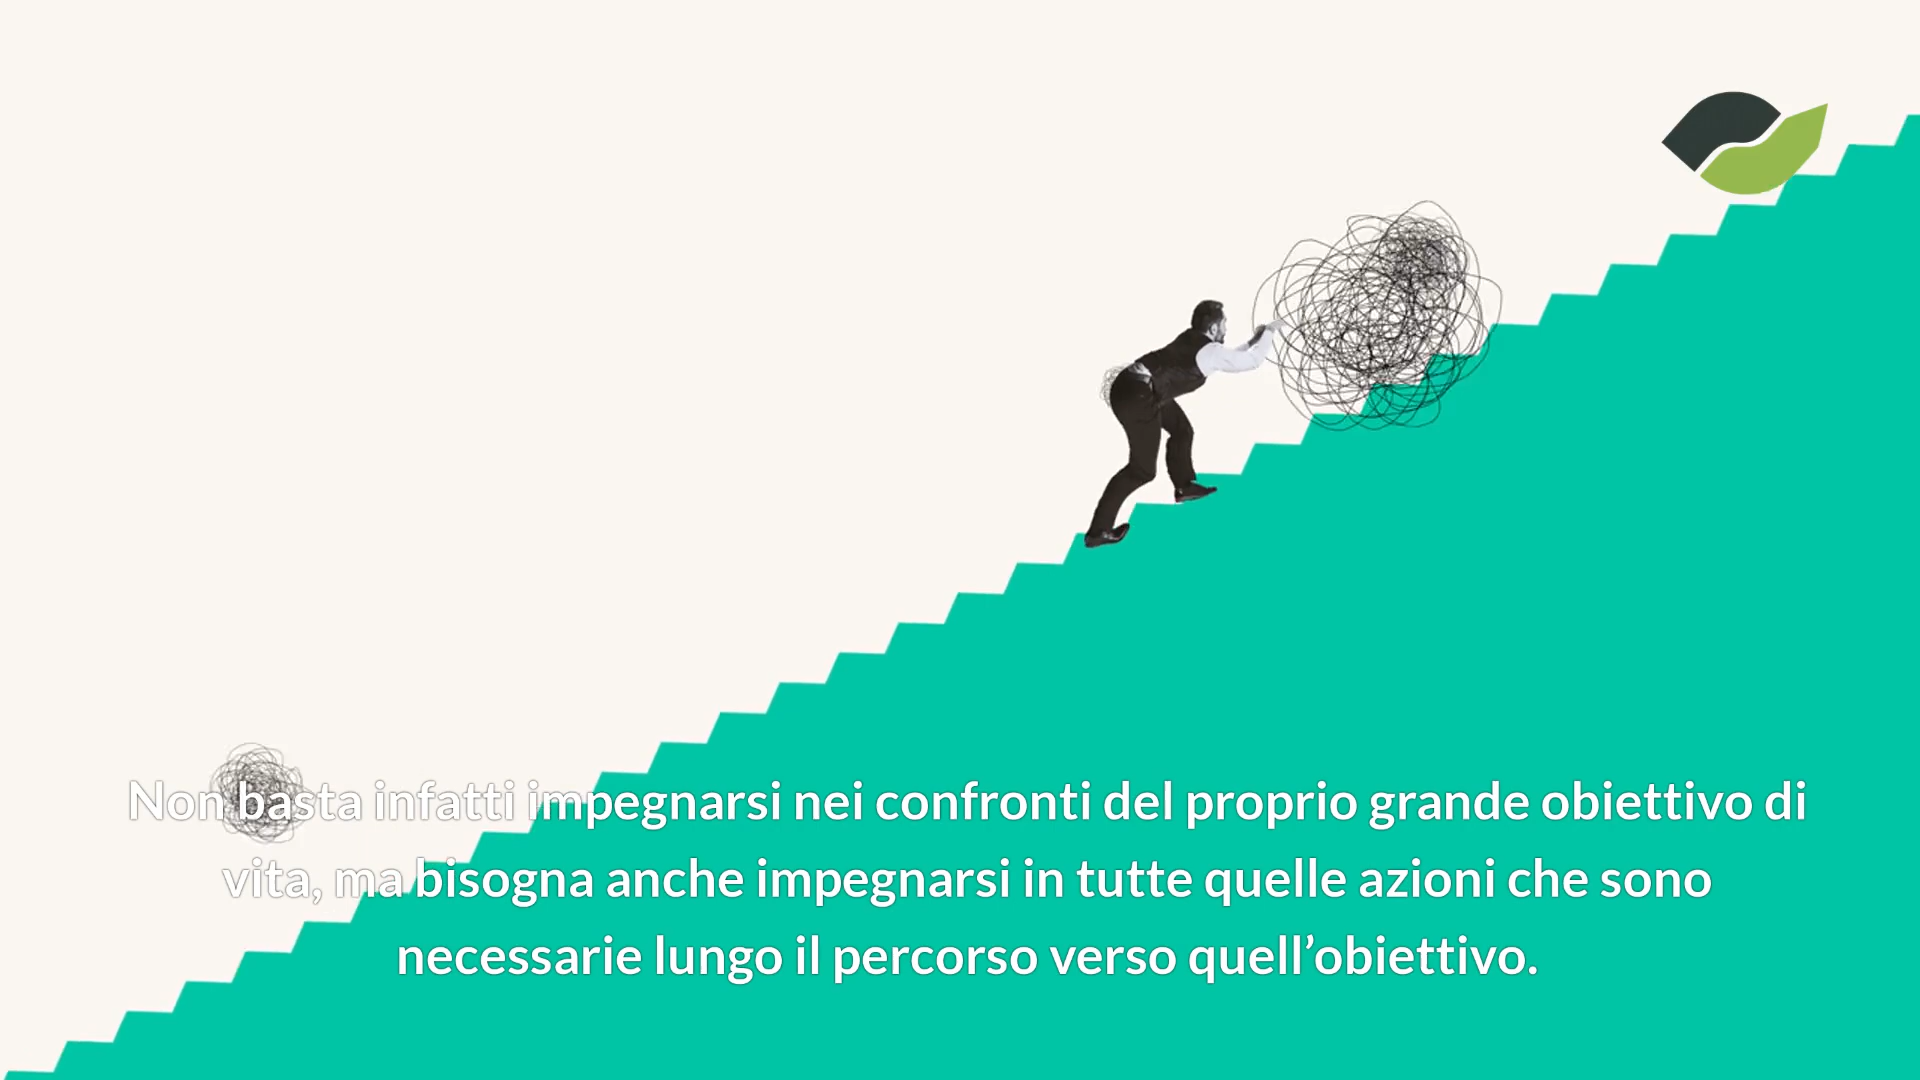 Non basta infatti impegnarsi nei confronti del proprio grande obiettivo di
vita, ma bisogna anche impegnarsi in tutte quelle azioni che sono
necessarie lungo il percorso verso quell’obiettivo.